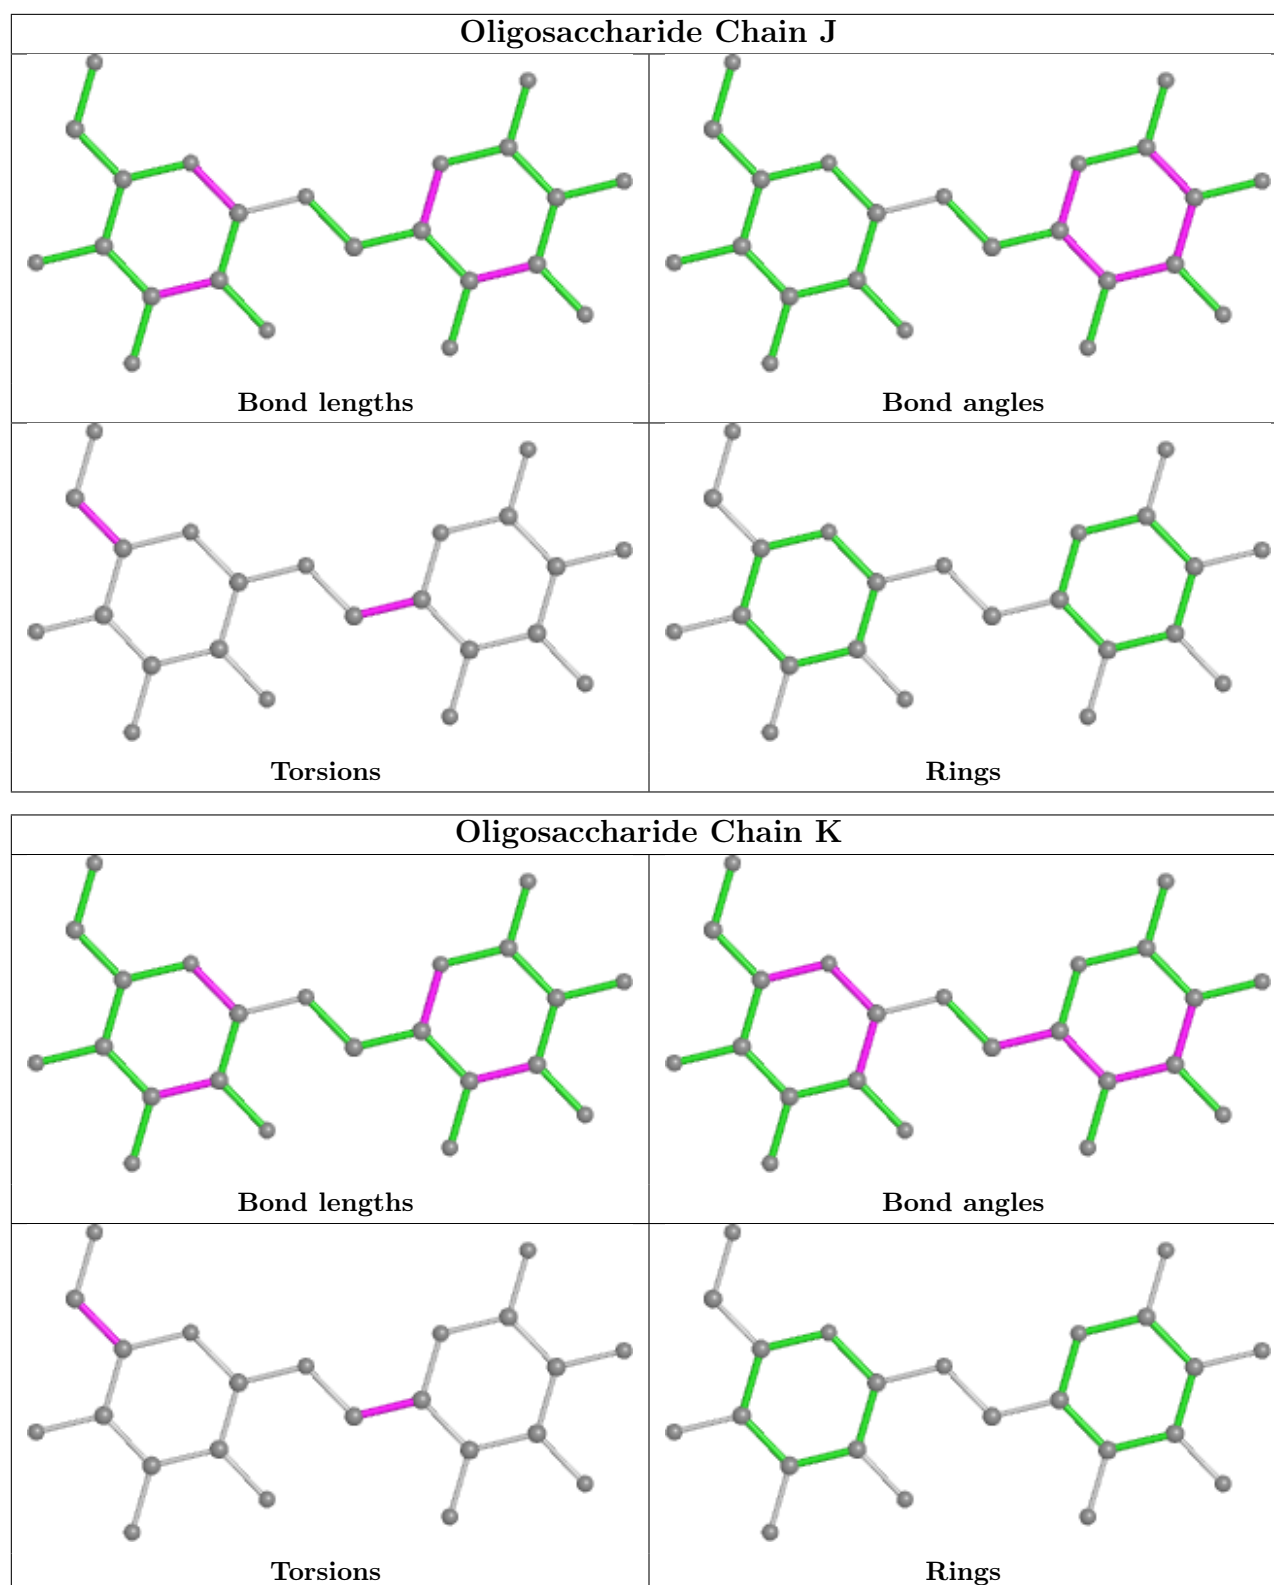 Oligosaccharide Chain J
Bond lengths
Bond angles
Torsions
Rings
Oligosaccharide Chain K
Bond lengths
Bond angles
Torsions
Rings